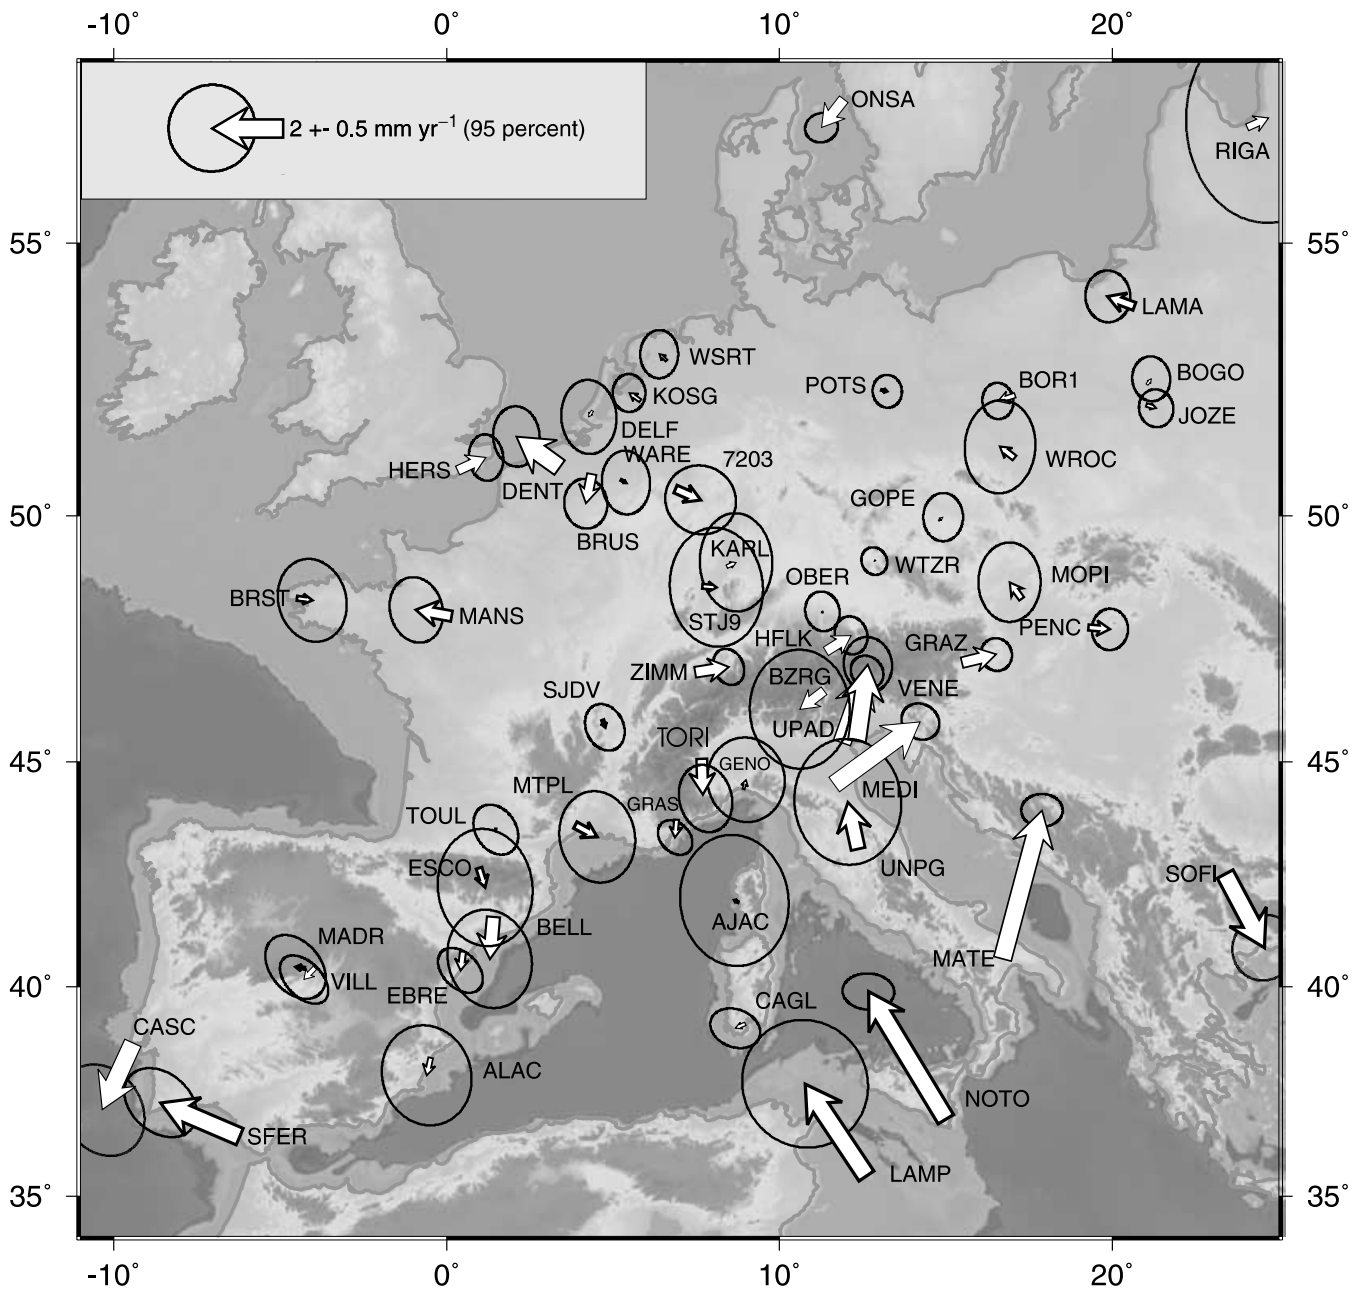 -10° 0° 10° 20°
ONSA
2 +- 0.5 mm yr⁻¹ (95 percent)
RIGA
55° 55°
LAMA
WSRT
BOGO
POTS
BOR1
KOSG
JOZE
DELF
WARE
7203
WROC
HERS
DENT
GOPE
50° 50°
BRUS
KARL
WTZR
OBER
MOPI
BRST
MANS
STJ9
PENC
HFLK
GRAZ
ZIMM
BZRG
VENE
SJDV
UPAD
TORI
45° 45°
GENO
MTPL
MEDI
GRAS
TOUL
ESCO
UNPG
SOFI
AJAC
BELL
MADR
MATE
VILL
40° 40°
EBRE
CAGL
CASC
ALAC
NOTO
SFER
LAMP
35° 35°
-10° 0° 10° 20°